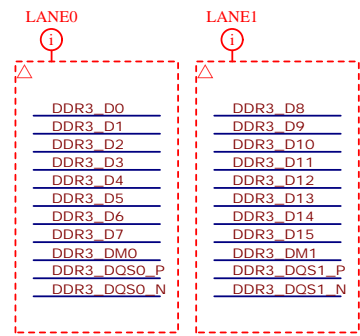 LANE0
i
DDR3_D0
DDR3_D1
DDR3_D2
DDR3_D3
DDR3_D4
DDR3_D5
DDR3_D6
DDR3_D7
DDR3_DM0
DDR3_DQS0_P
DDR3_DQS0_N
LANE1
i
DDR3_D8
DDR3_D9
DDR3_D10
DDR3_D11
DDR3_D12
DDR3_D13
DDR3_D14
DDR3_D15
DDR3_DM1
DDR3_DQS1_P
DDR3_DQS1_N